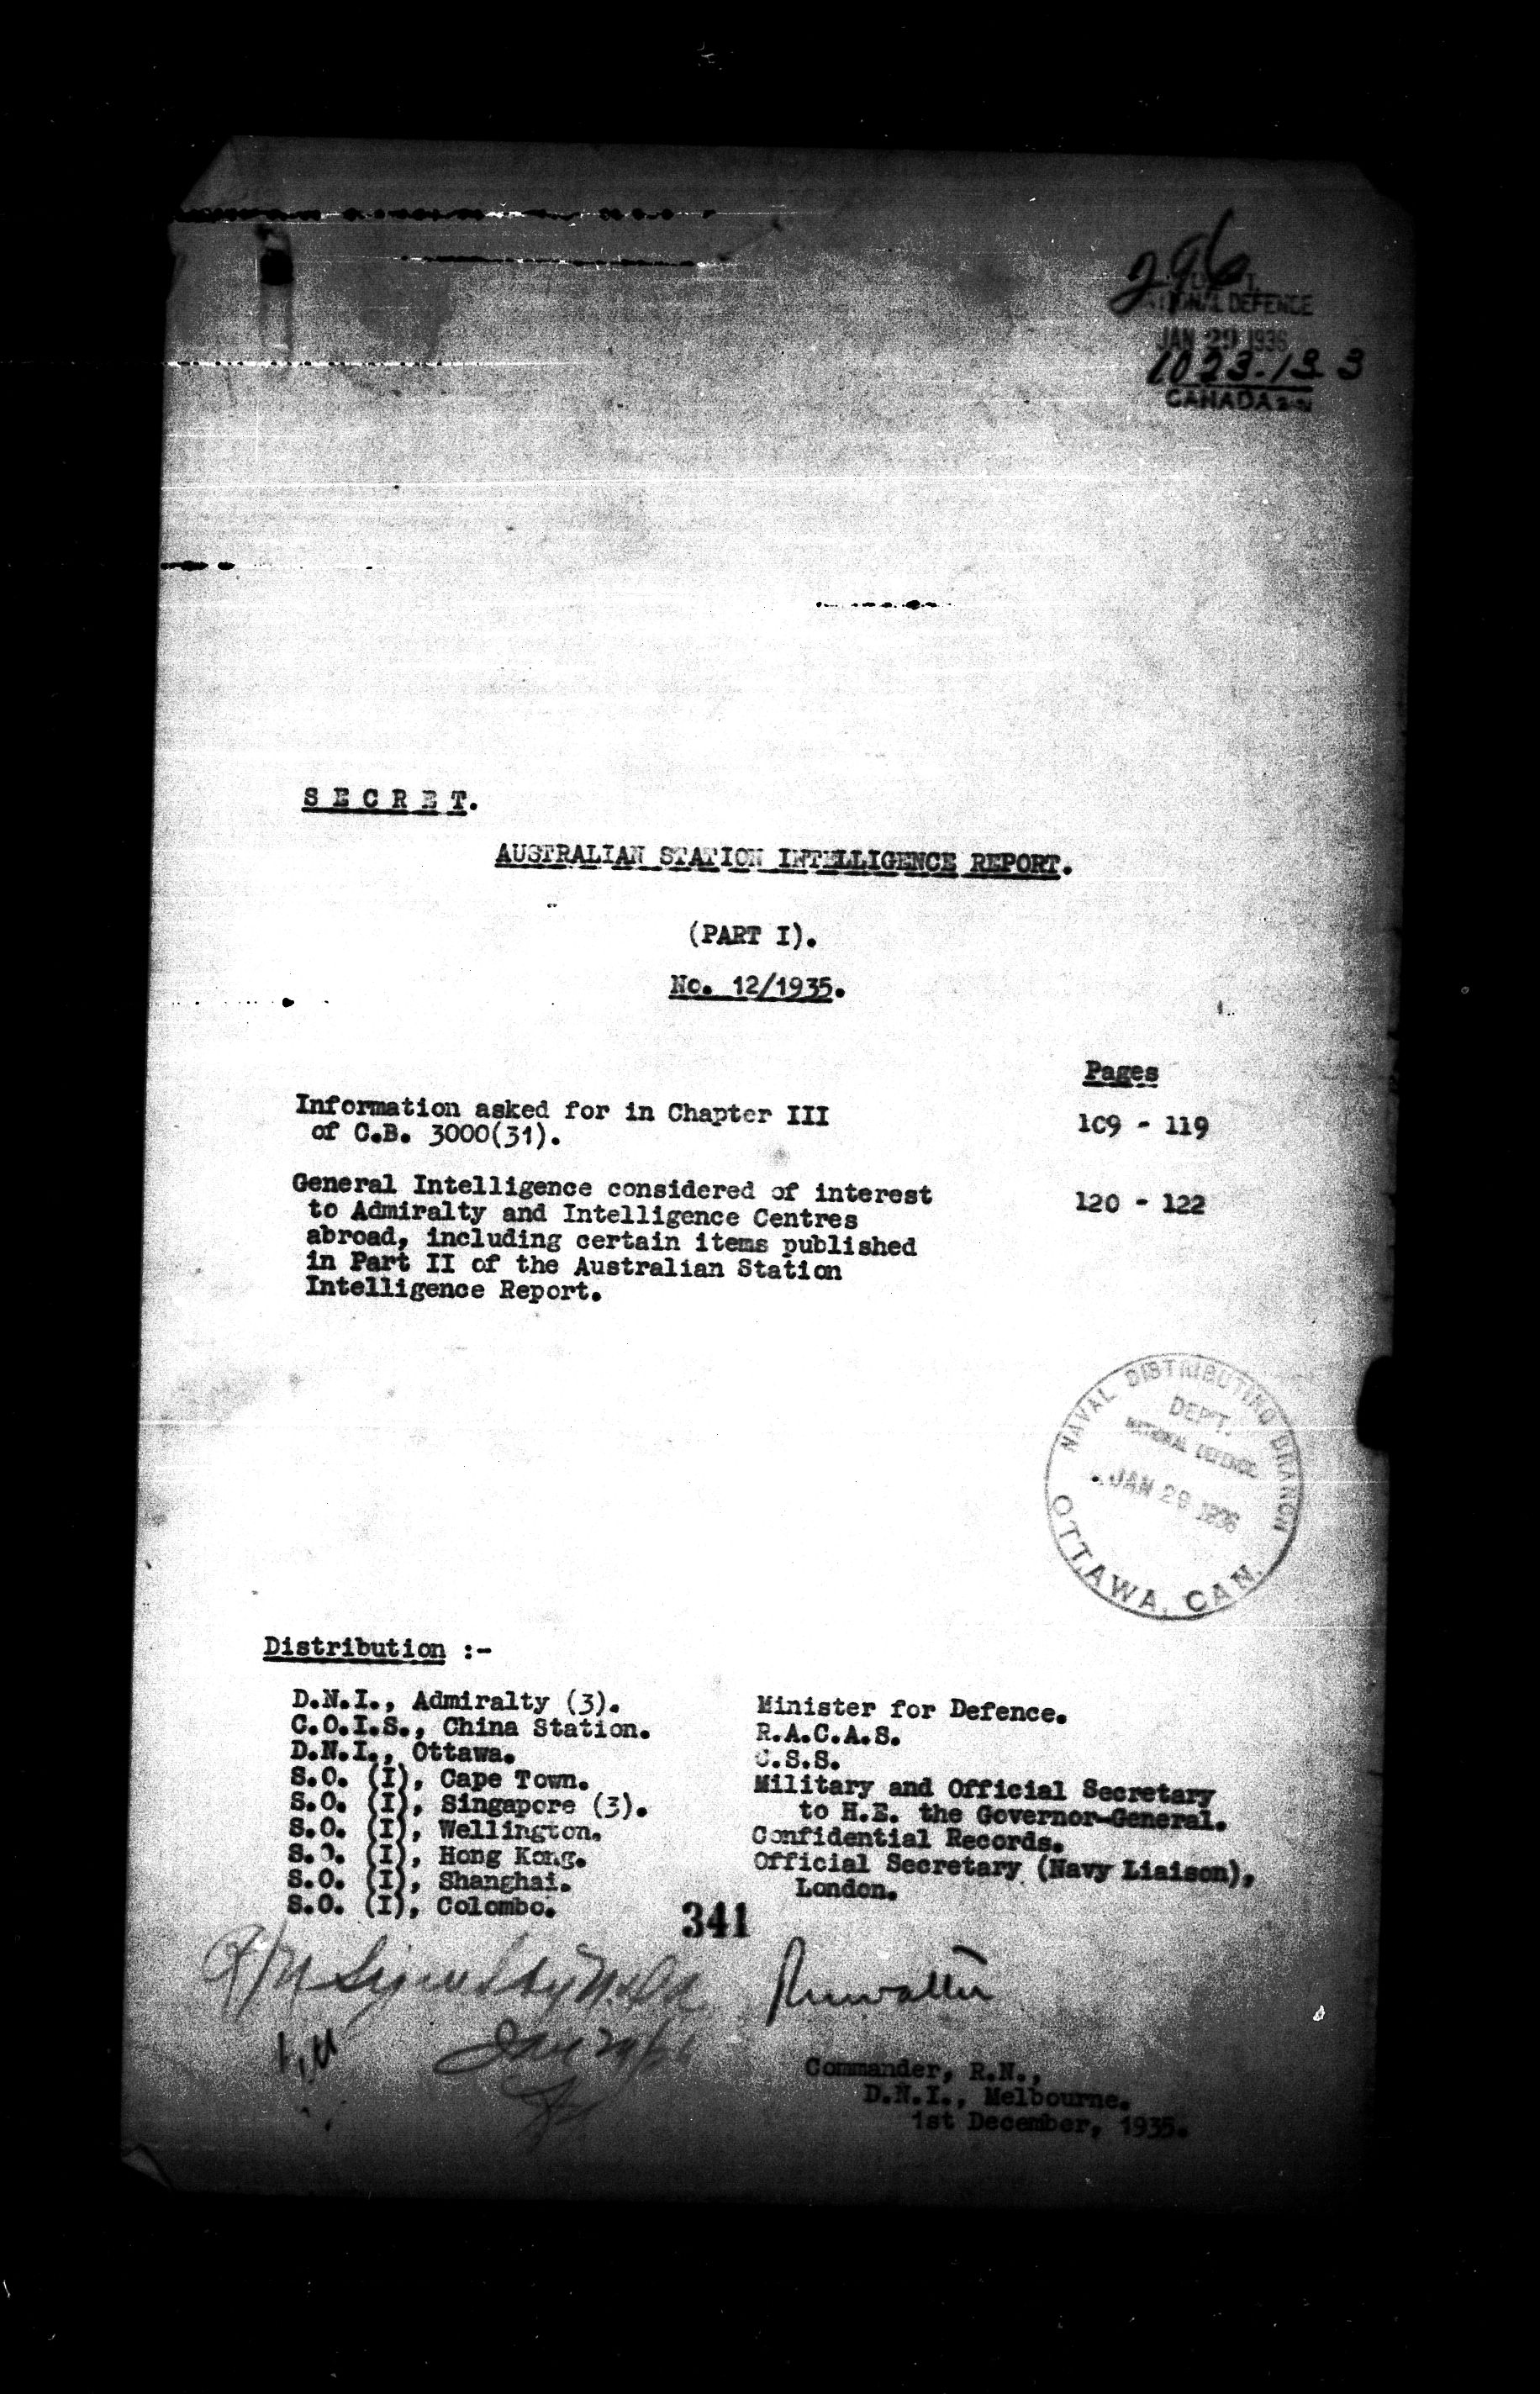 296
NATIONAL DEFENCE
JAN 29 1936
1023-13 3
CANADA
SECRET.
AUSTRALIAN STATION INTELLIGENCE REPORT.
(PART I).
No. 12/1935.
Pages
Information asked for in Chapter III 109 - 119
of C.B. 3000(31).
General Intelligence considered of interest 120 - 122
to Admiralty and Intelligence Centres
abroad, including certain items published
in Part II of the Australian Station
Intelligence Report.
NAVAL DISTRIBUTING BRANCH
DEPT.
NATIONAL DEFENCE
JAN 29 1936
OTTAWA, CAN.
Distribution :-
D.N.I., Admiralty (3).
C.O.I.S., China Station.
D.N.I., Ottawa.
S.O. (I), Cape Town.
S.O. (I), Singapore (3).
S.O. (I), Wellington.
S.O. (I), Hong Kong.
S.O. (I), Shanghai.
S.O. (I), Colombo.
Minister for Defence.
R.A.C.A.S.
C.S.S.
Military and Official Secretary
to H.E. the Governor-General.
Confidential Records.
Official Secretary (Navy Liaison),
London.
341
Jan 29/36
Commander, R.N.,
D.N.I., Melbourne.
1st December, 1935.